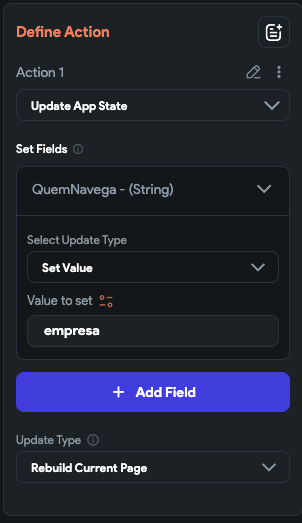 Define Action
Action 1
Update App State
Set Fields
QuemNavega - (String)
Select Update Type
Set Value
Value to set
empresa
+ Add Field
Update Type
Rebuild Current Page